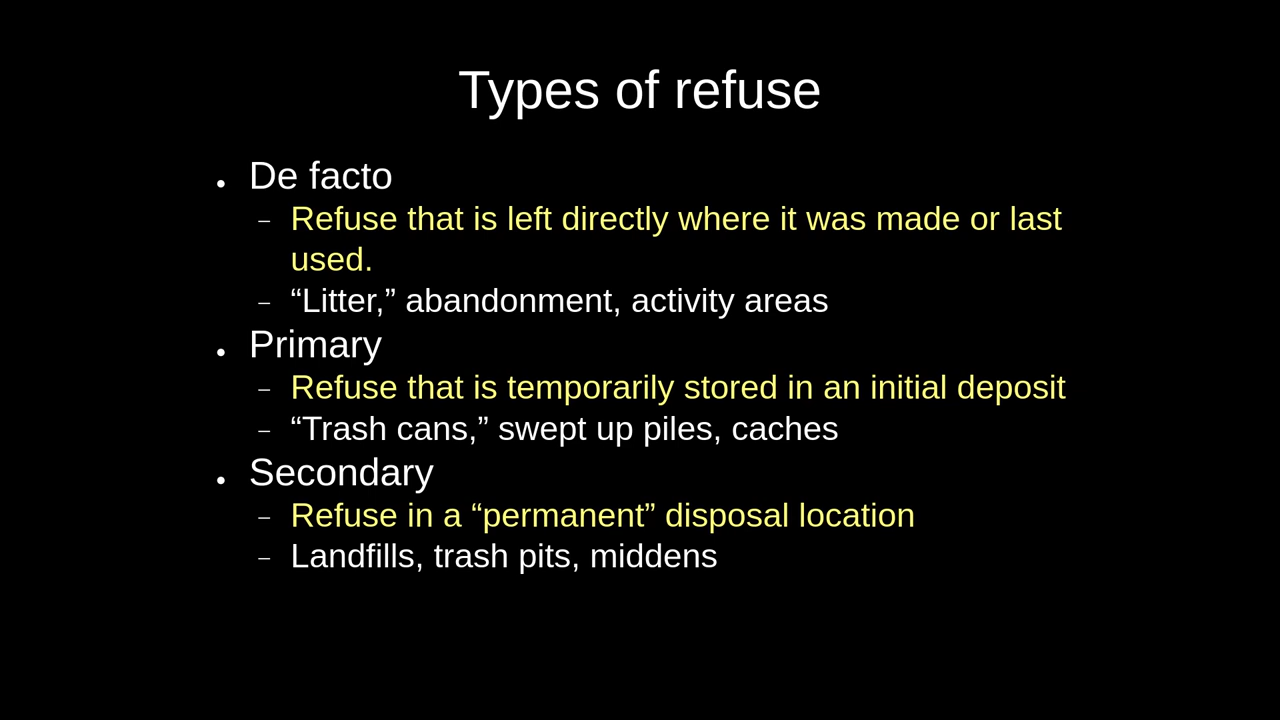 Types of refuse
• De facto
– Refuse that is left directly where it was made or last
used.
– “Litter,” abandonment, activity areas
• Primary
– Refuse that is temporarily stored in an initial deposit
– “Trash cans,” swept up piles, caches
• Secondary
– Refuse in a “permanent” disposal location
– Landfills, trash pits, middens